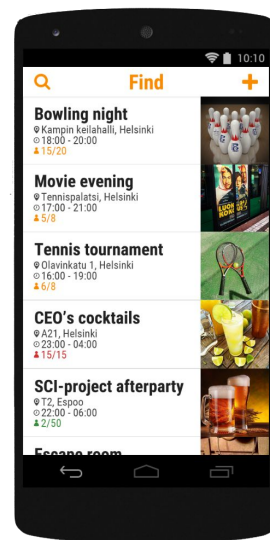 10:10
Find
Bowling night
Kampin keilahalli, Helsinki
18:00 - 20:00
15/20
Movie evening
Tennispalatsi, Helsinki
17:00 - 21:00
5/8
Tennis tournament
Olavinkatu 1, Helsinki
16:00 - 19:00
6/8
CEO's cocktails
A21, Helsinki
23:00 - 04:00
15/15
SCI-project afterparty
T2, Espoo
22:00 - 06:00
2/50
Escape room